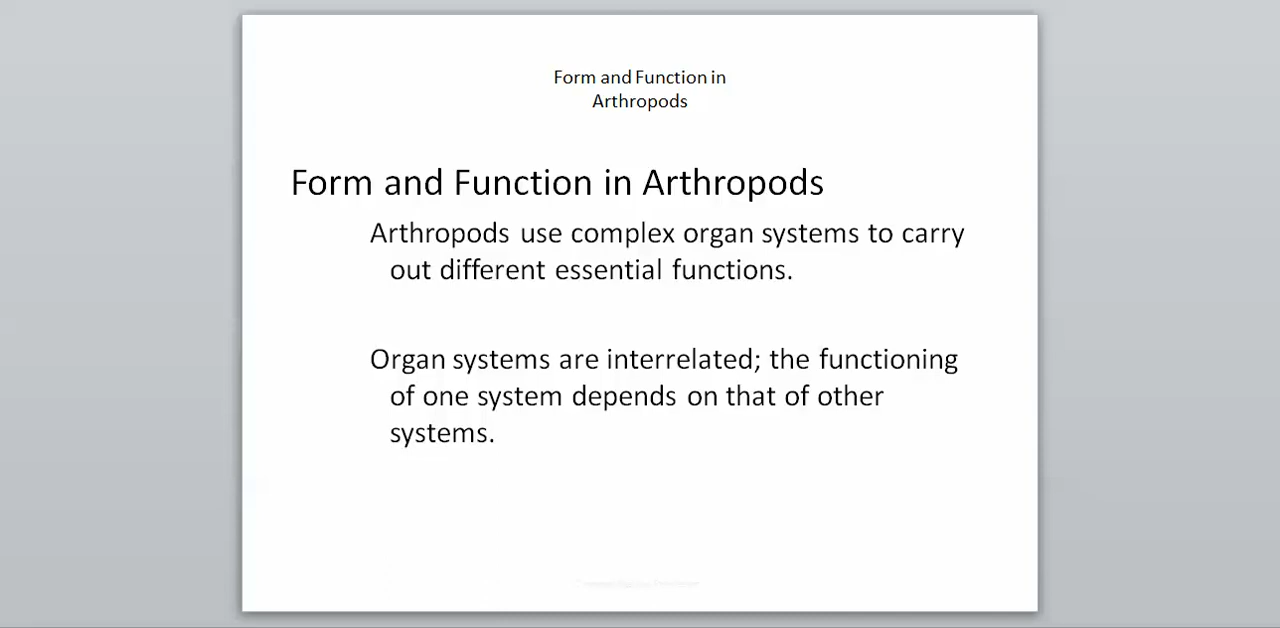 Form and Function in
Arthropods
Form and Function in Arthropods
Arthropods use complex organ systems to carry
out different essential functions.
Organ systems are interrelated; the functioning
of one system depends on that of other
systems.